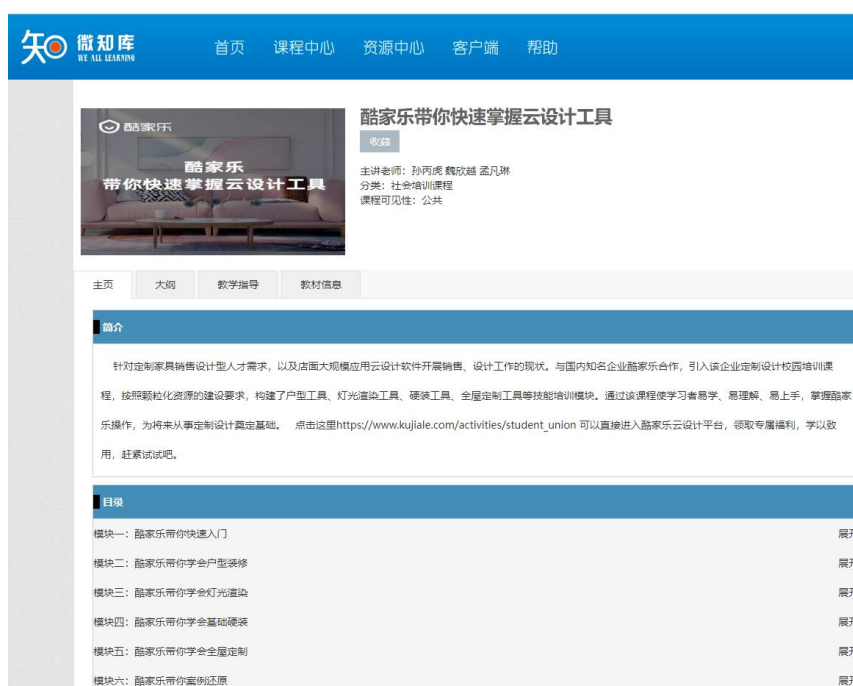 微知库
WE ALL LEARNING
首页 课程中心 资源中心 客户端 帮助
酷家乐
酷家乐
带你快速掌握云设计工具
酷家乐带你快速掌握云设计工具
收藏
主讲老师：孙丙虎 魏欣越 孟凡琳
分类：社会培训课程
课程可见性：公共
主页 大纲 教学指导 教材信息
简介
针对定制家具销售设计型人才需求，以及店面大规模应用云设计软件开展销售、设计工作的现状。与国内知名企业酷家乐合作，引入该企业定制设计校园培训课
程，按照颗粒化资源的建设要求，构建了户型工具、灯光渲染工具、硬装工具、全屋定制工具等技能培训模块。通过该课程使学习者易学、易理解、易上手，掌握酷家
乐操作，为将来从事定制设计奠定基础。 点击这里https://www.kujiale.com/activities/student_union 可以直接进入酷家乐云设计平台，领取专属福利，学以致
用，赶紧试试吧。
目录
模块一：酷家乐带你快速入门 展开
模块二：酷家乐带你学会户型装修 展开
模块三：酷家乐带你学会灯光渲染 展开
模块四：酷家乐带你学会基础硬装 展开
模块五：酷家乐带你学会全屋定制 展开
模块六：酷家乐带你案例还原 展开